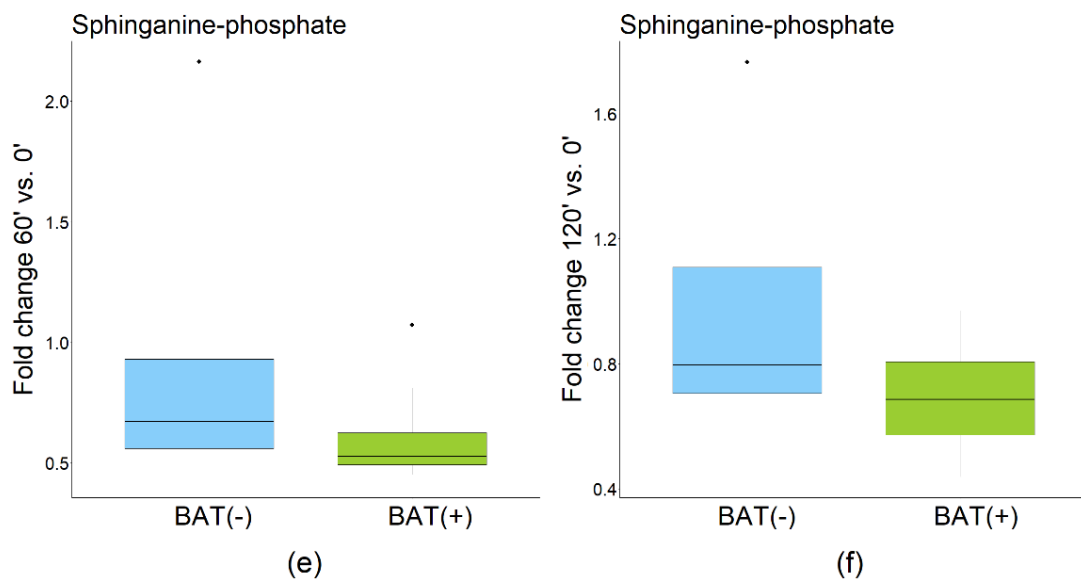 Sphinganine-phosphate
Fold change 60' vs. 0'
2.0
1.5
1.0
0.5
BAT(-)
BAT(+)
(e)
Sphinganine-phosphate
Fold change 120' vs. 0'
1.6
1.2
0.8
0.4
BAT(-)
BAT(+)
(f)